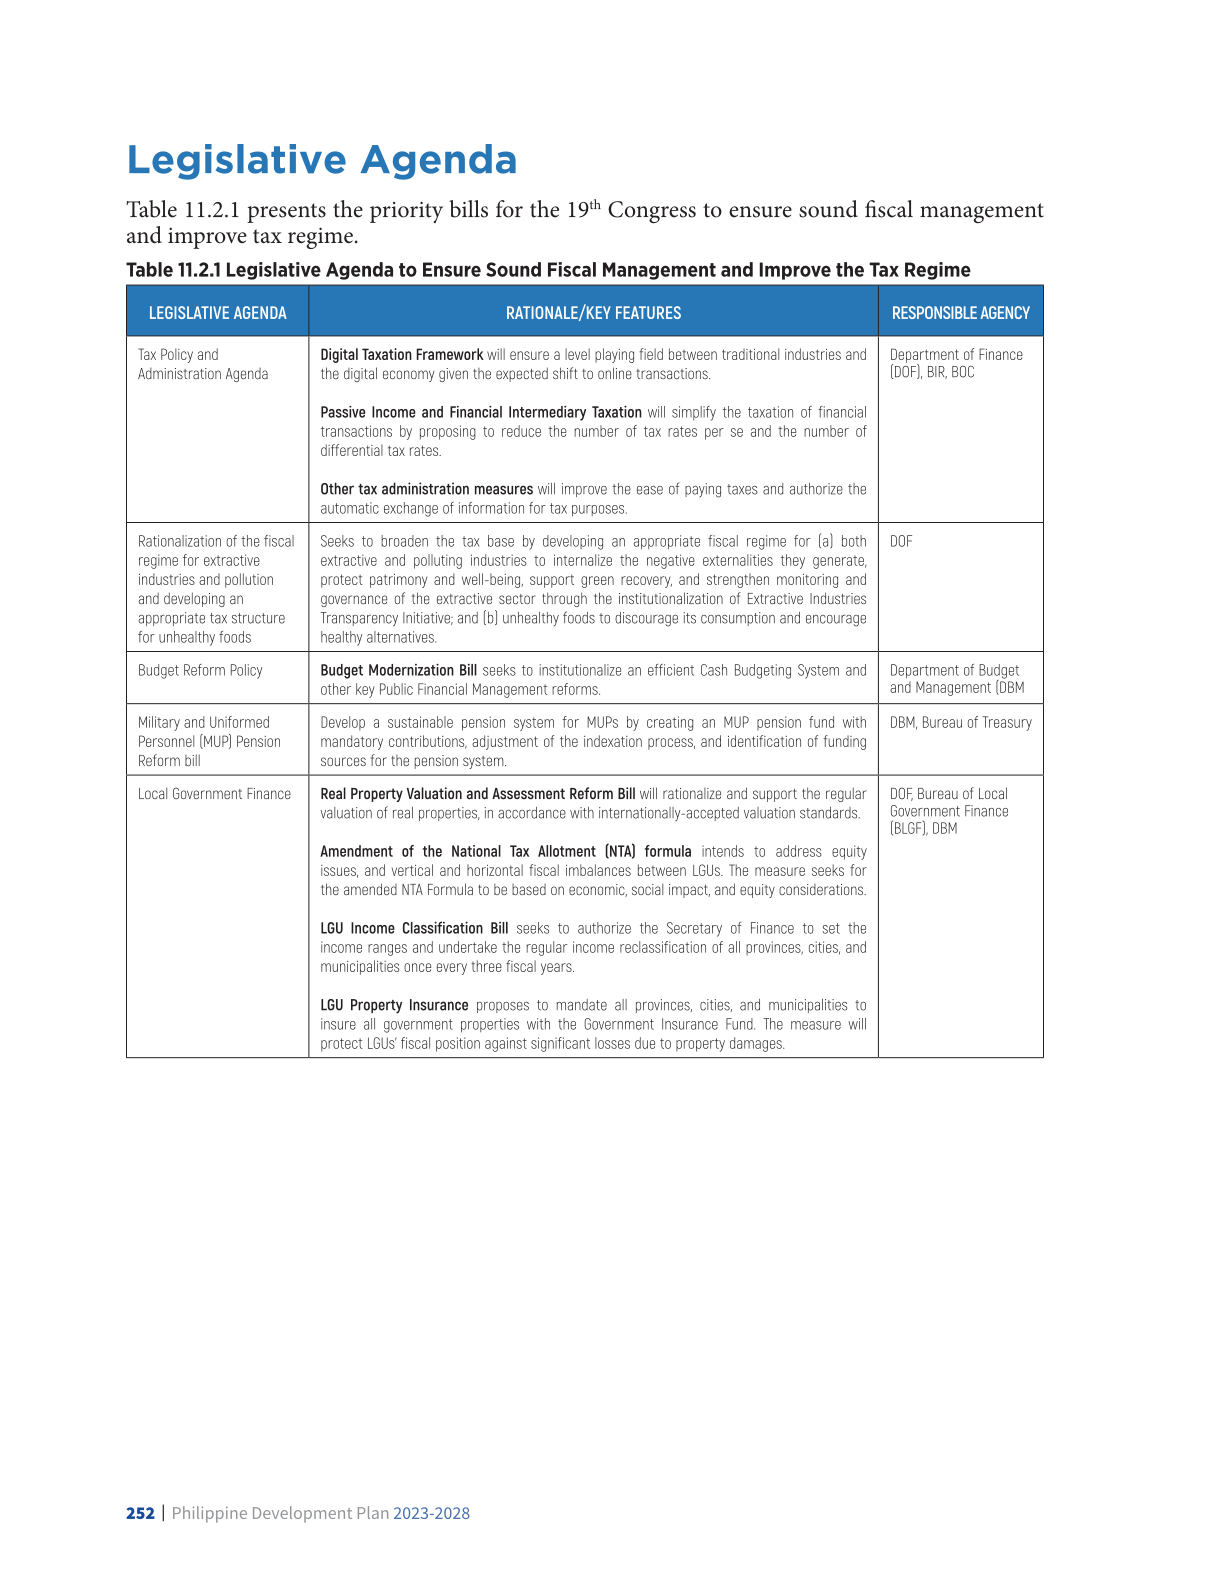 Legislative Agenda
Table 11.2.1 presents the priority bills for the 19th Congress to ensure sound fiscal management
and improve tax regime.
Table 11.2.1 Legislative Agenda to Ensure Sound Fiscal Management and Improve the Tax Regime
LEGISLATIVE AGENDA
RATIONALE/KEY FEATURES
RESPONSIBLE AGENCY
Tax Policy and
Administration Agenda
Digital Taxation Framework will ensure a level playing field between traditional industries and
the digital economy given the expected shift to online transactions.
Passive Income and Financial Intermediary Taxation will simplify the taxation of financial
transactions by proposing to reduce the number of tax rates per se and the number of
differential tax rates.
Other tax administration measures will improve the ease of paying taxes and authorize the
automatic exchange of information for tax purposes.
Department of Finance
(DOF), BIR, BOC
Rationalization of the fiscal
regime for extractive
industries and pollution
and developing an
appropriate tax structure
for unhealthy foods
Seeks to broaden the tax base by developing an appropriate fiscal regime for (a) both
extractive and polluting industries to internalize the negative externalities they generate,
protect patrimony and well-being, support green recovery, and strengthen monitoring and
governance of the extractive sector through the institutionalization of Extractive Industries
Transparency Initiative; and (b) unhealthy foods to discourage its consumption and encourage
healthy alternatives.
DOF
Budget Reform Policy
Budget Modernization Bill seeks to institutionalize an efficient Cash Budgeting System and
other key Public Financial Management reforms.
Department of Budget
and Management (DBM
Military and Uniformed
Personnel (MUP) Pension
Reform bill
Develop a sustainable pension system for MUPs by creating an MUP pension fund with
mandatory contributions, adjustment of the indexation process, and identification of funding
sources for the pension system.
DBM, Bureau of Treasury
Local Government Finance
Real Property Valuation and Assessment Reform Bill will rationalize and support the regular
valuation of real properties, in accordance with internationally-accepted valuation standards.
Amendment of the National Tax Allotment (NTA) formula intends to address equity
issues, and vertical and horizontal fiscal imbalances between LGUs. The measure seeks for
the amended NTA Formula to be based on economic, social impact, and equity considerations.
LGU Income Classification Bill seeks to authorize the Secretary of Finance to set the
income ranges and undertake the regular income reclassification of all provinces, cities, and
municipalities once every three fiscal years.
LGU Property Insurance proposes to mandate all provinces, cities, and municipalities to
insure all government properties with the Government Insurance Fund. The measure will
protect LGUs' fiscal position against significant losses due to property damages.
DOF, Bureau of Local
Government Finance
(BLGF), DBM
252 | Philippine Development Plan 2023-2028